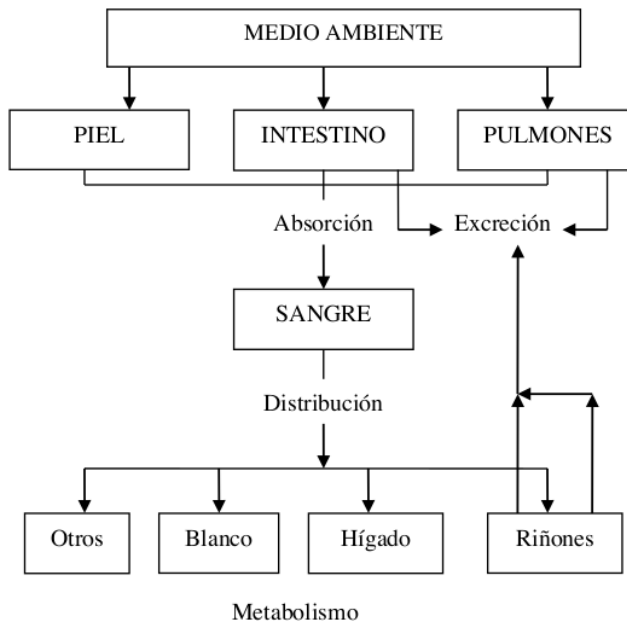 MEDIO AMBIENTE
PIEL
INTESTINO
PULMONES
Absorción
Excreción
SANGRE
Distribución
Otros
Blanco
Hígado
Riñones
Metabolismo